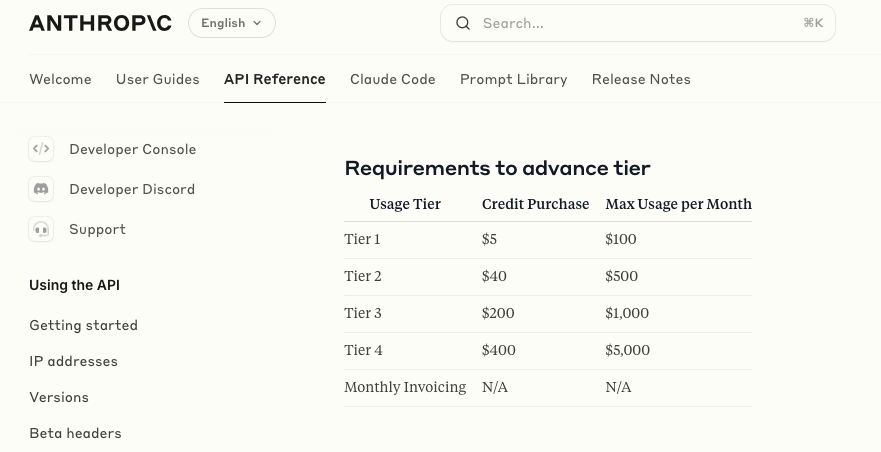 ANTHROP\C
English
Search...
⌘K
Welcome User Guides API Reference Claude Code Prompt Library Release Notes
Developer Console
Developer Discord
Support
Using the API
Getting started
IP addresses
Versions
Beta headers
Requirements to advance tier
Usage Tier Credit Purchase Max Usage per Month
Tier 1 $5 $100
Tier 2 $40 $500
Tier 3 $200 $1,000
Tier 4 $400 $5,000
Monthly Invoicing N/A N/A